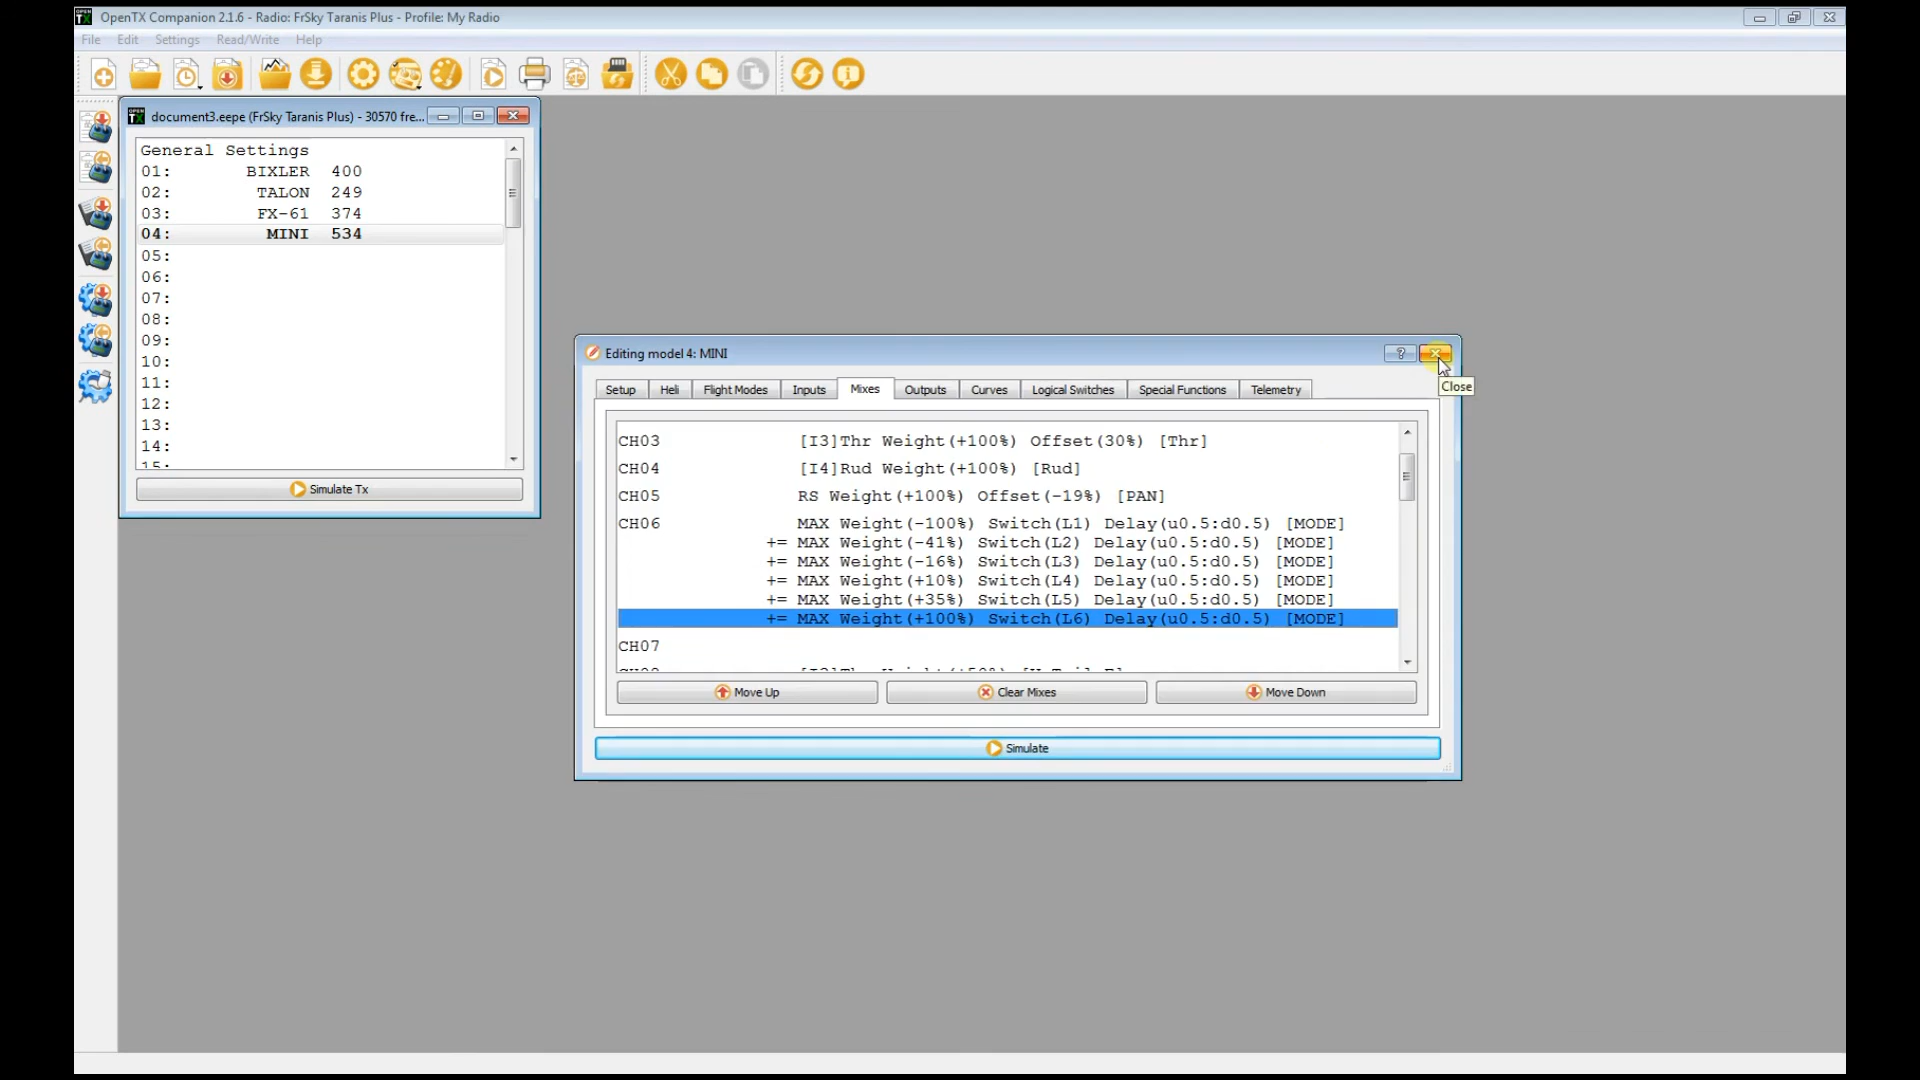 OpenTX Companion 2.1.6 - Radio: FrSky Taranis Plus - Profile: My Radio
File Edit Settings Read/Write Help
document3.eepe (FrSky Taranis Plus) - 30570 fre...
General Settings
01: BIXLER 400
02: TALON 249
03: FX-61 374
04: MINI 534
05:
06:
07:
08:
09:
10:
11:
12:
13:
14:
15:
Simulate Tx
Editing model 4: MINI
Close
Setup Heli Flight Modes Inputs Mixes Outputs Curves Logical Switches Special Functions Telemetry
CH03 [I3]Thr Weight(+100%) Offset(30%) [Thr]
CH04 [I4]Rud Weight(+100%) [Rud]
CH05 RS Weight(+100%) Offset(-19%) [PAN]
CH06 MAX Weight(-100%) Switch(L1) Delay(u0.5:d0.5) [MODE]
+= MAX Weight(-41%) Switch(L2) Delay(u0.5:d0.5) [MODE]
+= MAX Weight(-16%) Switch(L3) Delay(u0.5:d0.5) [MODE]
+= MAX Weight(+10%) Switch(L4) Delay(u0.5:d0.5) [MODE]
+= MAX Weight(+35%) Switch(L5) Delay(u0.5:d0.5) [MODE]
+= MAX Weight(+100%) Switch(L6) Delay(u0.5:d0.5) [MODE]
CH07
Move Up Clear Mixes Move Down
Simulate